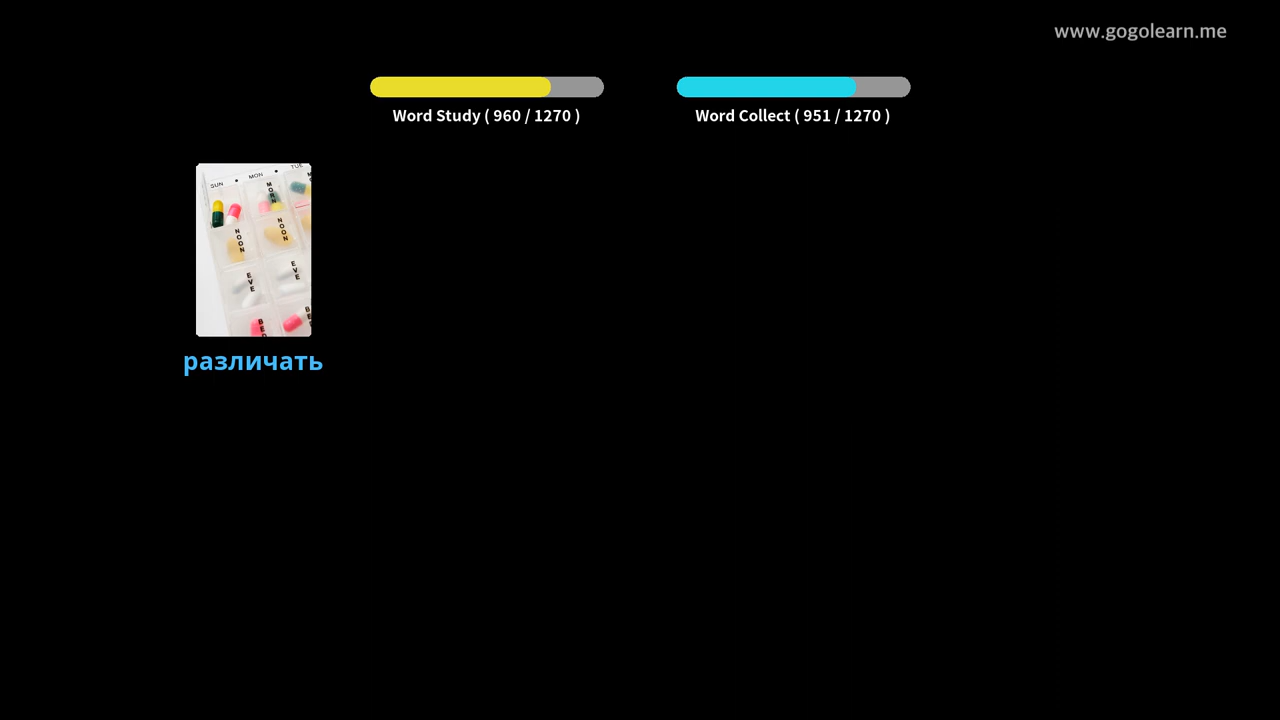 www.gogolearn.me
Word Study ( 960 / 1270 )
Word Collect ( 951 / 1270 )
SUN
MON
TUE
MORN
NOON
NOON
EVE
EVE
BED
различать